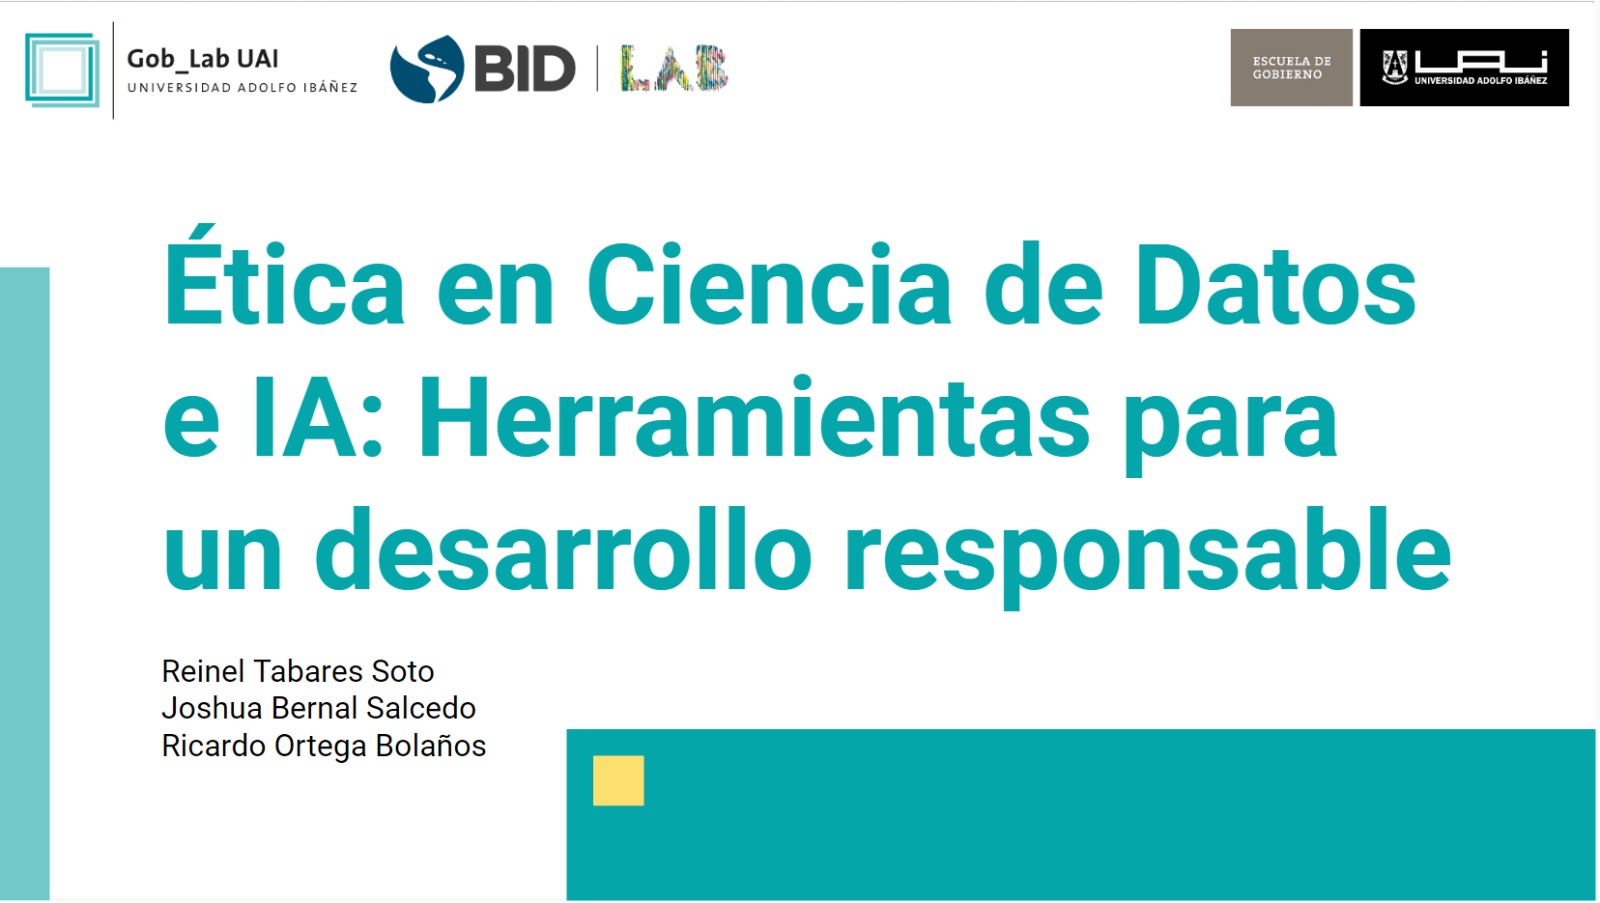 Gob_Lab UAI
UNIVERSIDAD ADOLFO IBÁÑEZ
BID
LAB
ESCUELA DE
GOBIERNO
UAI
UNIVERSIDAD ADOLFO IBÁÑEZ
Ética en Ciencia de Datos
e IA: Herramientas para
un desarrollo responsable
Reinel Tabares Soto
Joshua Bernal Salcedo
Ricardo Ortega Bolaños